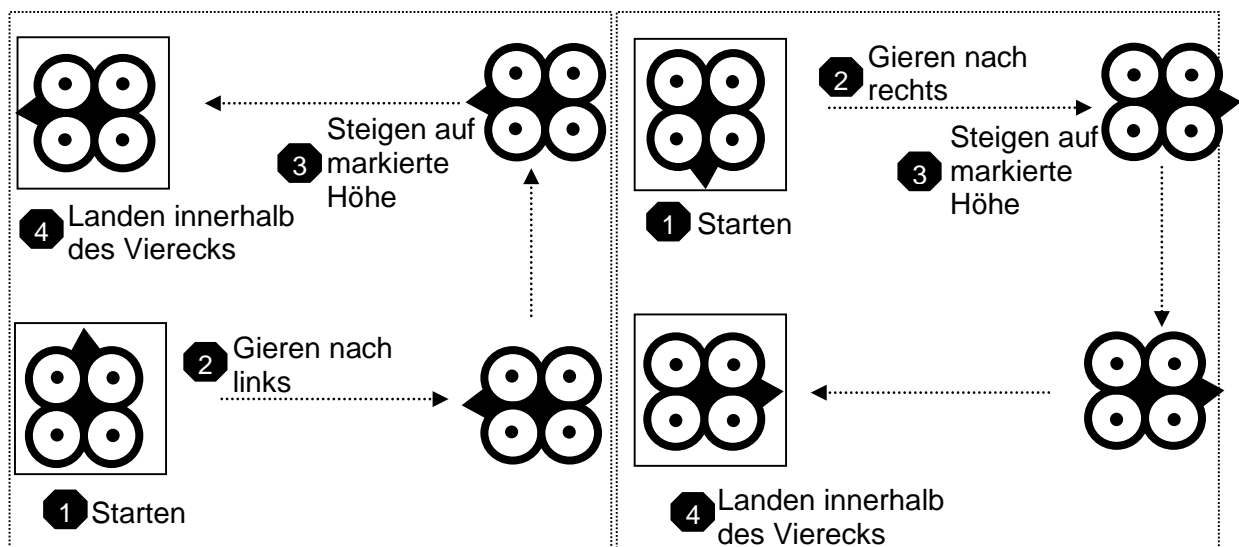 3 Steigen auf
markierte
Höhe
4 Landen innerhalb
des Vierecks
2 Gieren nach
links
1 Starten
2 Gieren nach
rechts
3 Steigen auf
markierte
Höhe
1 Starten
4 Landen innerhalb
des Vierecks